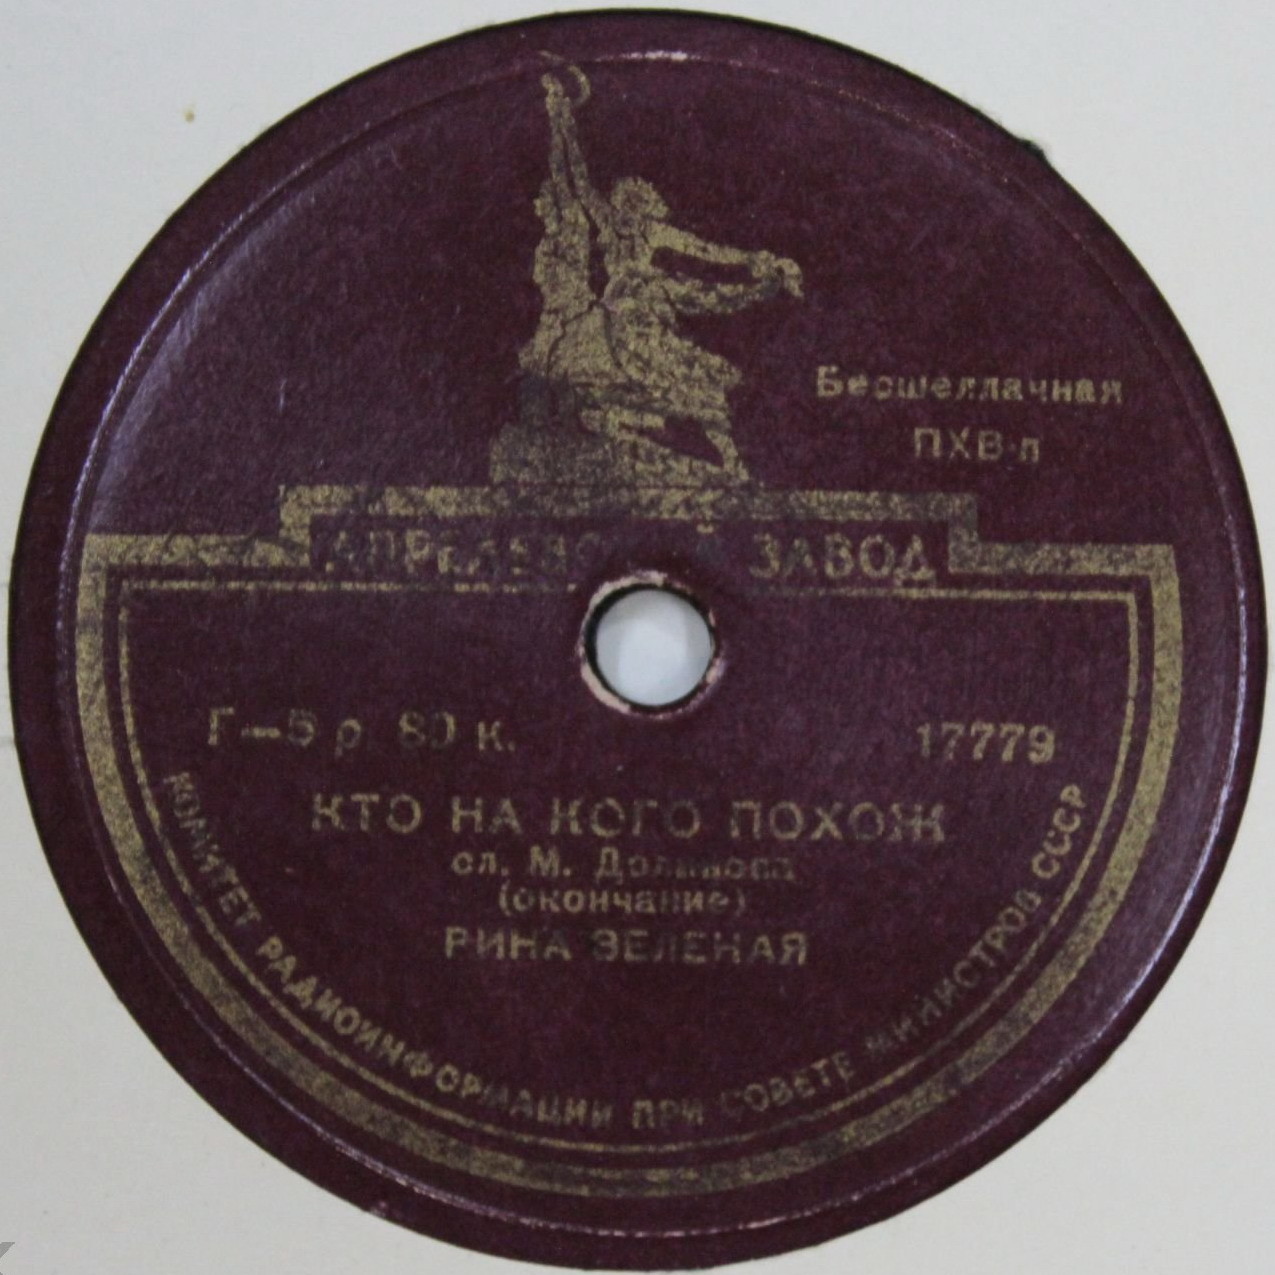 Бесшеллачная
ПХВ-л
АПРЕЛЕВСКИЙ ЗАВОД
Г—5 р. 80 к.
17779
КТО НА КОГО ПОХОЖ
сл. М. Долинова
(окончание)
РИНА ЗЕЛЕНАЯ
КОМИТЕТ РАДИОИНФОРМАЦИИ ПРИ СОВЕТЕ МИНИСТРОВ СССР